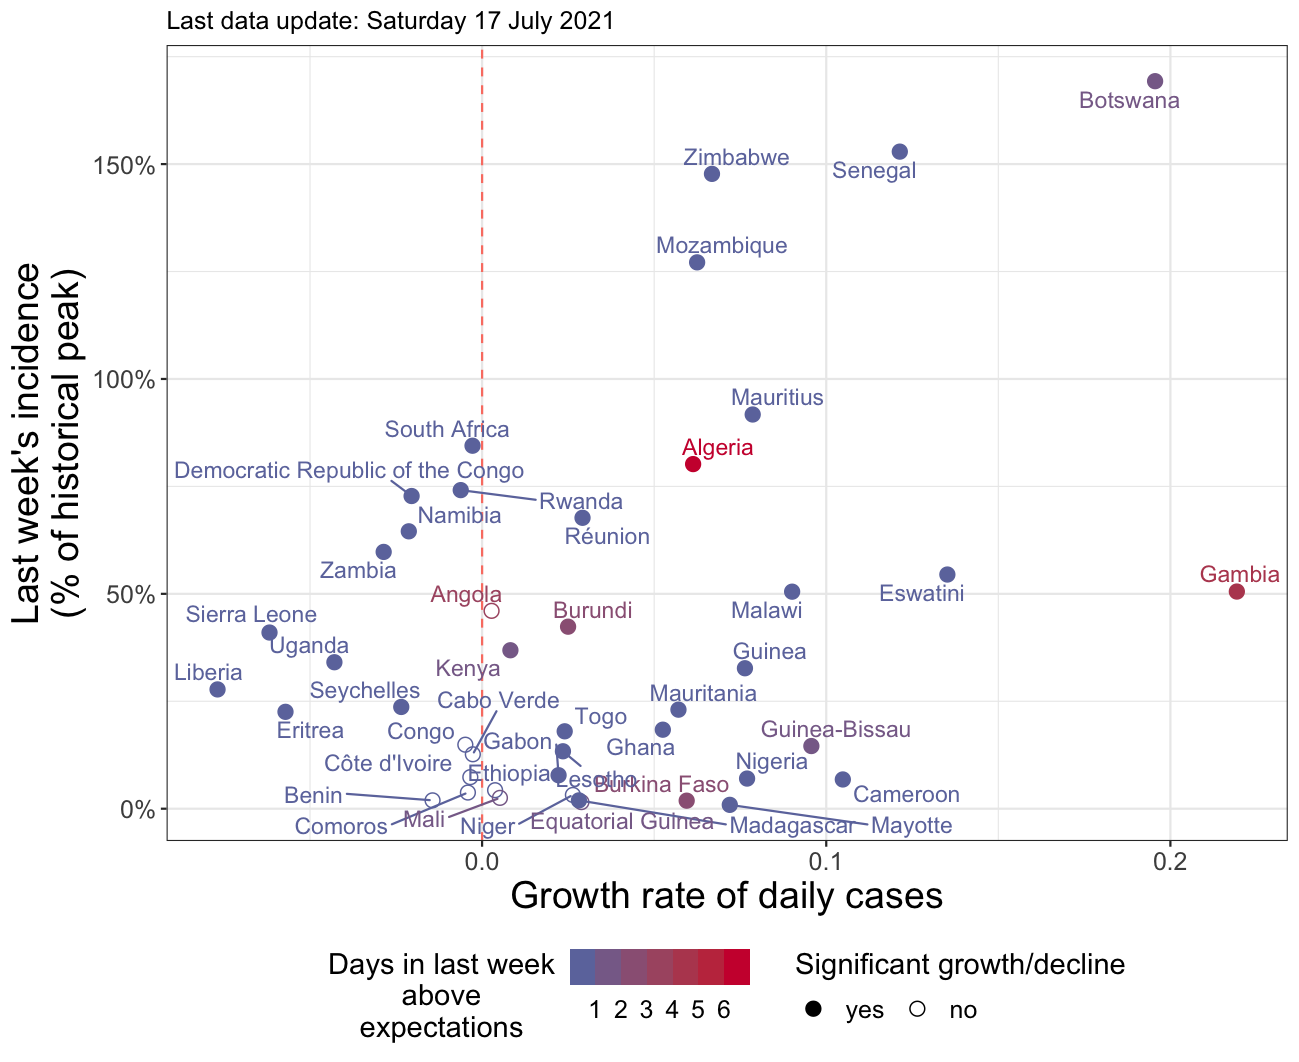 Last data update: Saturday 17 July 2021
Last week's incidence
(% of historical peak)
150%
100%
50%
0%
Botswana
Zimbabwe
Senegal
Mozambique
Mauritius
South Africa
Algeria
Democratic Republic of the Congo
Rwanda
Namibia
Réunion
Zambia
Gambia
Angola
Eswatini
Sierra Leone
Burundi
Malawi
Uganda
Guinea
Liberia
Kenya
Seychelles
Mauritania
Cabo Verde
Togo
Eritrea
Congo
Guinea-Bissau
Gabon
Ghana
Côte d'Ivoire
Nigeria
Ethiopia
Lesotho
Burkina Faso
Benin
Cameroon
Comoros
Mali
Niger
Equatorial Guinea
Madagascar
Mayotte
0.0
0.1
0.2
Growth rate of daily cases
Days in last week
above
expectations
1 2 3 4 5 6
Significant growth/decline
yes
no